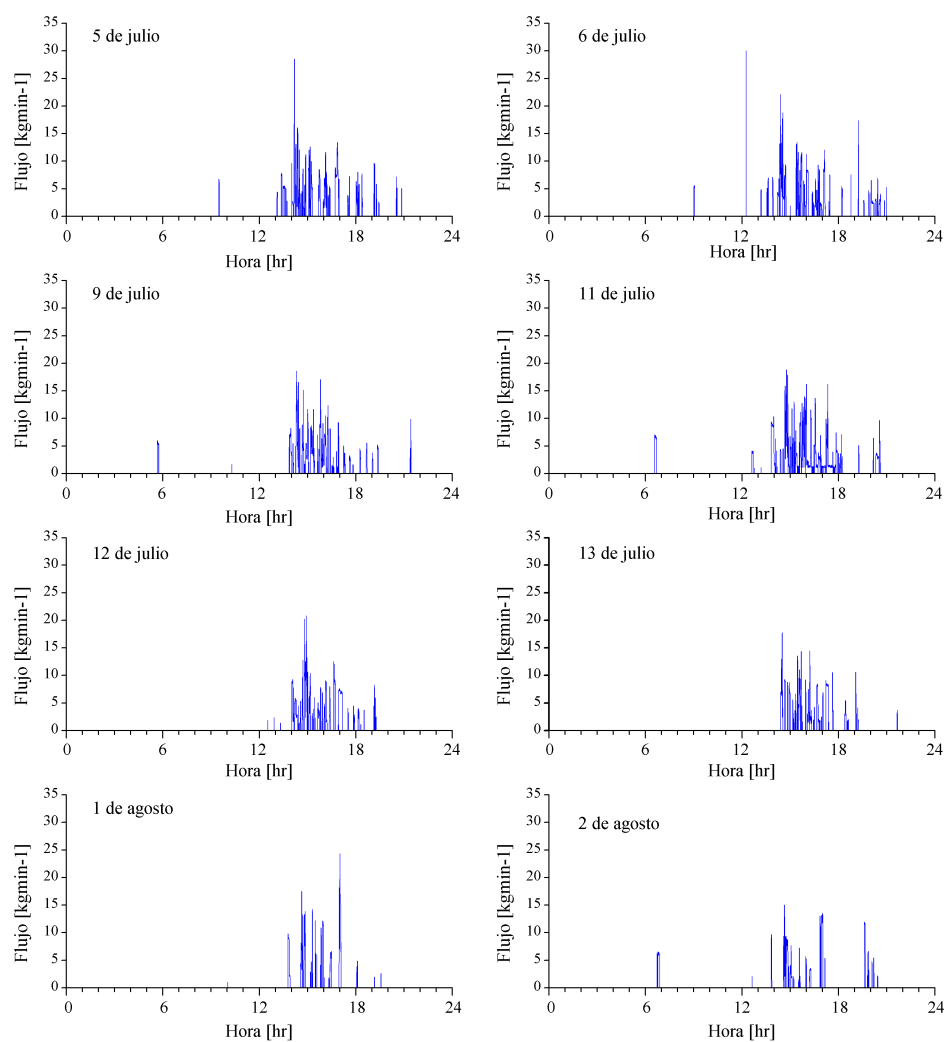 5 de julio
Flujo [kgmin-1]
35
30
25
20
15
10
5
0
0 6 12 18 24
Hora [hr]
6 de julio
Flujo [kgmin-1]
35
30
25
20
15
10
5
0
0 6 12 18 24
Hora [hr]
9 de julio
Flujo [kgmin-1]
35
30
25
20
15
10
5
0
0 6 12 18 24
Hora [hr]
11 de julio
Flujo [kgmin-1]
35
30
25
20
15
10
5
0
0 6 12 18 24
Hora [hr]
12 de julio
Flujo [kgmin-1]
35
30
25
20
15
10
5
0
0 6 12 18 24
Hora [hr]
13 de julio
Flujo [kgmin-1]
35
30
25
20
15
10
5
0
0 6 12 18 24
Hora [hr]
1 de agosto
Flujo [kgmin-1]
35
30
25
20
15
10
5
0
0 6 12 18 24
Hora [hr]
2 de agosto
Flujo [kgmin-1]
35
30
25
20
15
10
5
0
0 6 12 18 24
Hora [hr]